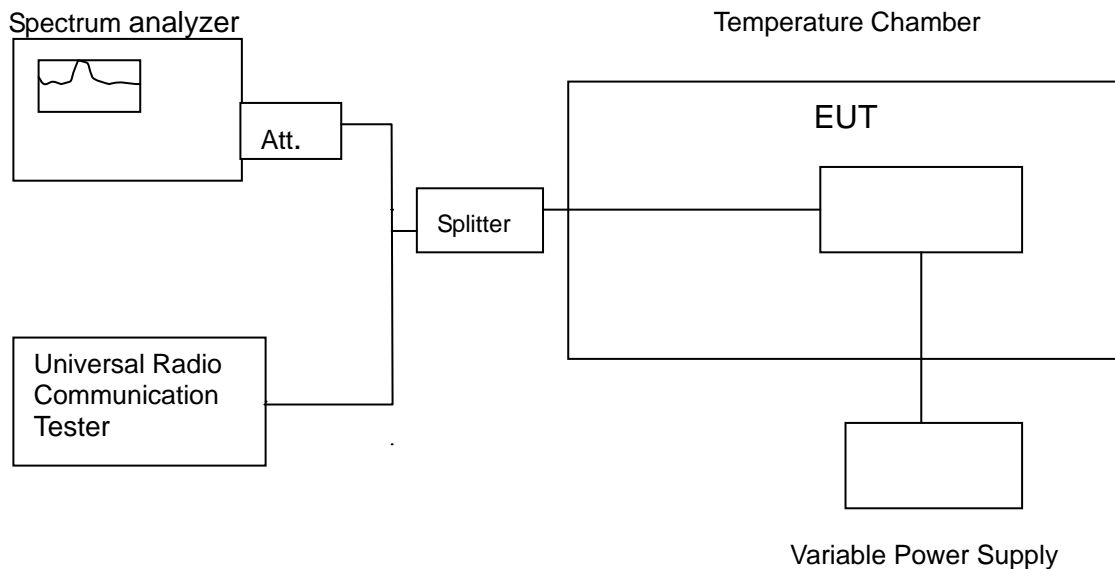 Spectrum analyzer
Temperature Chamber
EUT
Att.
Splitter
Universal Radio
Communication
Tester
Variable Power Supply